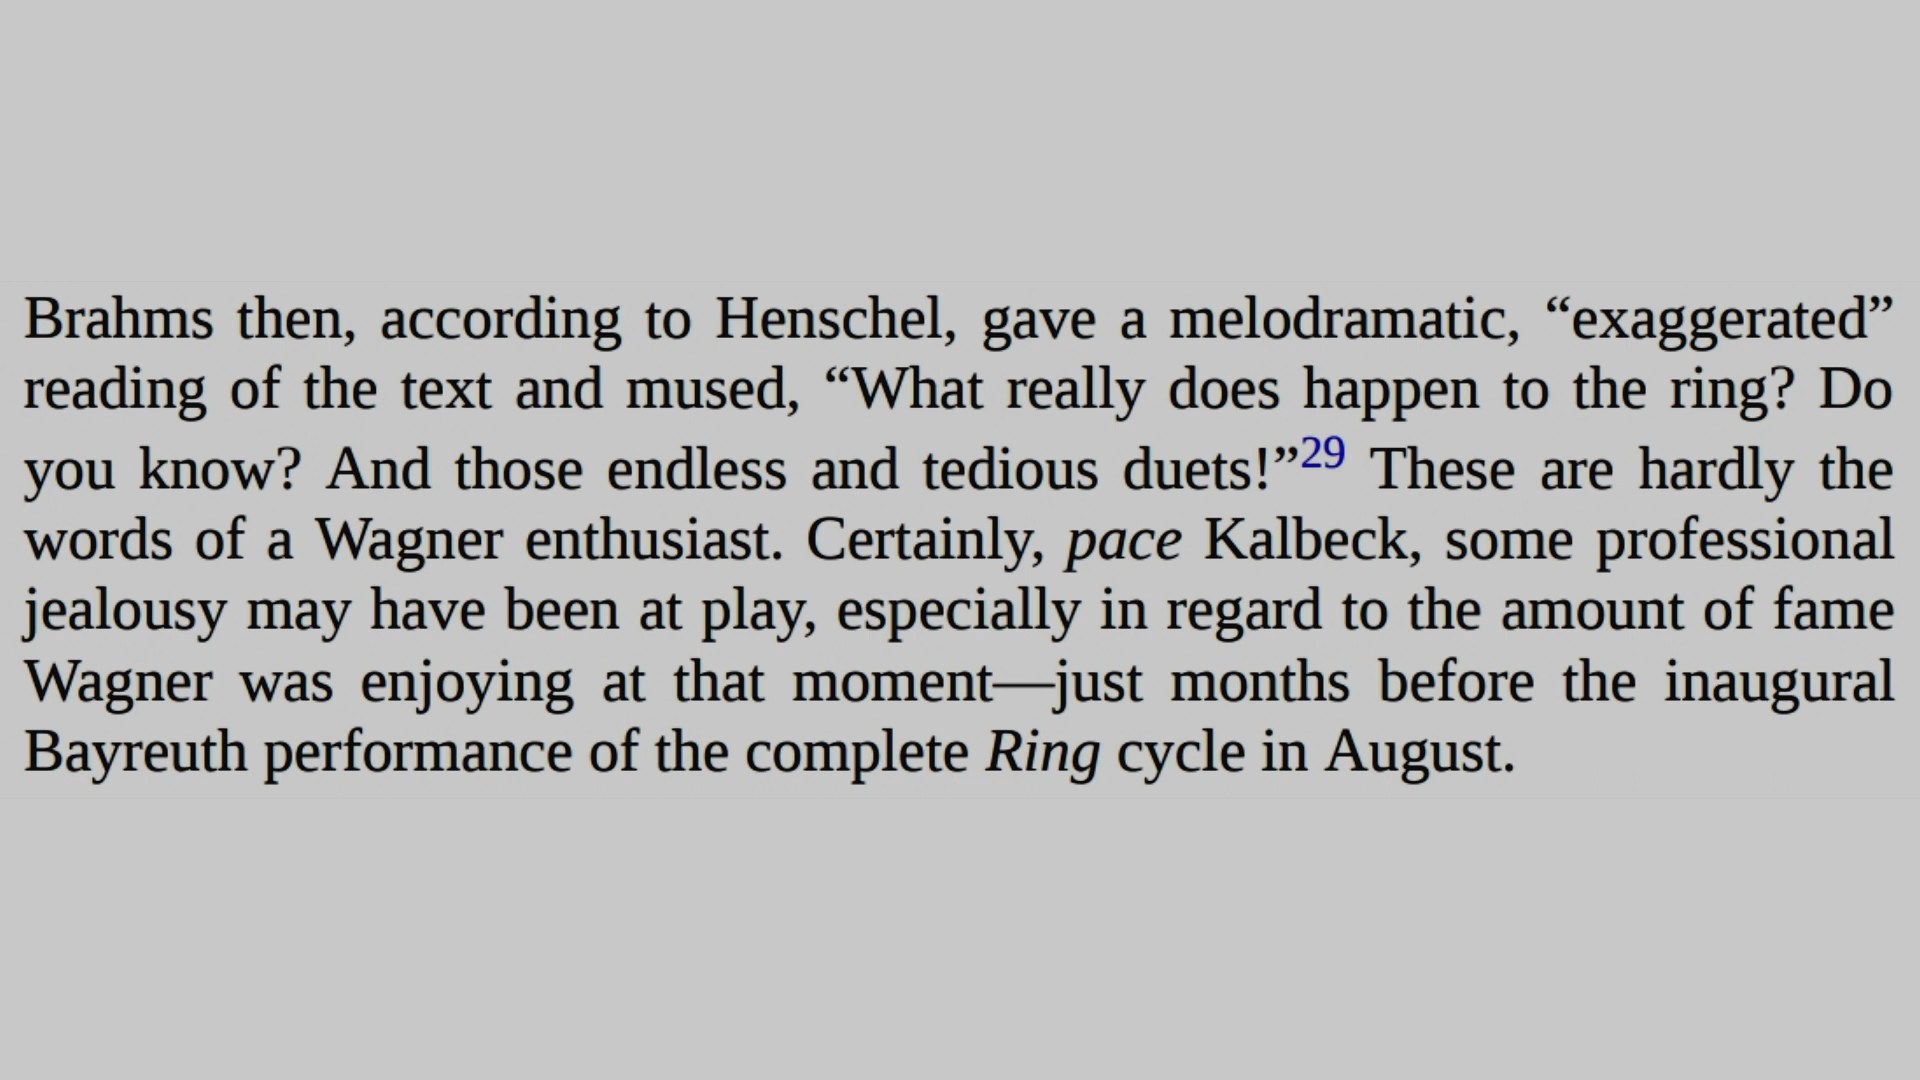 Brahms then, according to Henschel, gave a melodramatic, “exaggerated”
reading of the text and mused, “What really does happen to the ring? Do
you know? And those endless and tedious duets!”29 These are hardly the
words of a Wagner enthusiast. Certainly, pace Kalbeck, some professional
jealousy may have been at play, especially in regard to the amount of fame
Wagner was enjoying at that moment—just months before the inaugural
Bayreuth performance of the complete Ring cycle in August.